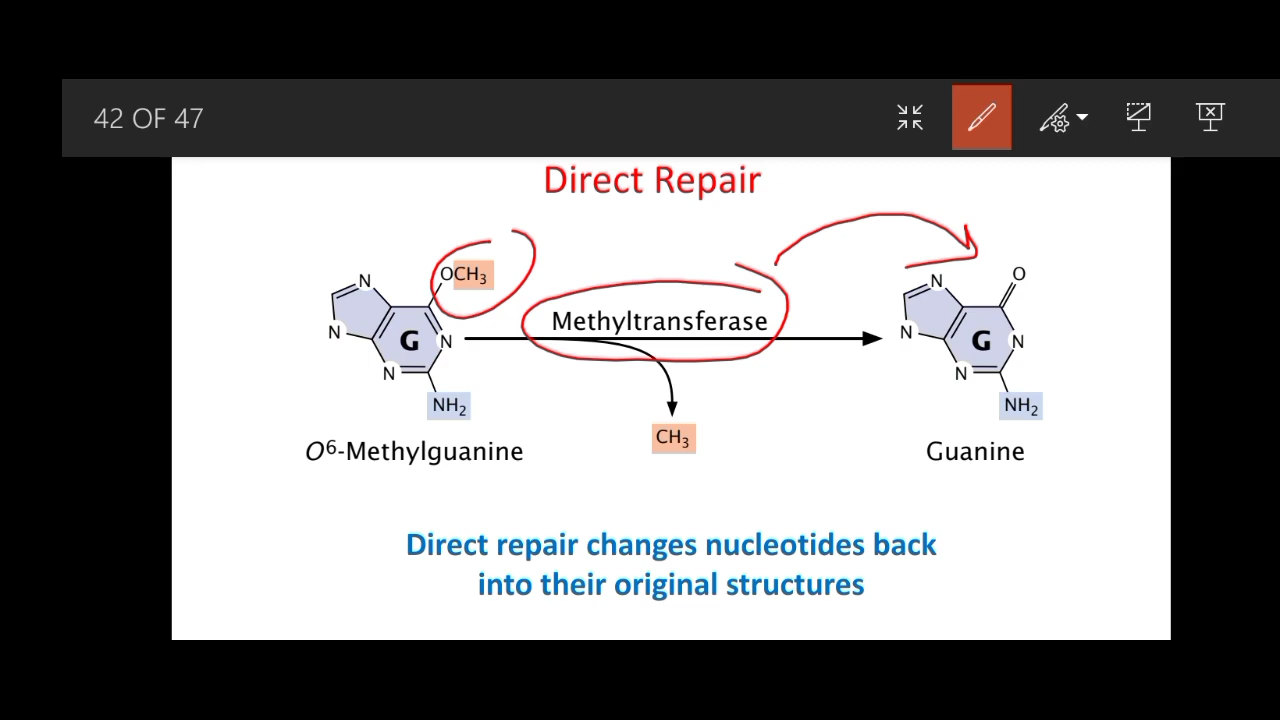 42 OF 47
Direct Repair
OCH₃
N
N
G
N
N
NH₂
O⁶-Methylguanine
Methyltransferase
CH₃
O
N
N
G
N
N
NH₂
Guanine
Direct repair changes nucleotides back
into their original structures